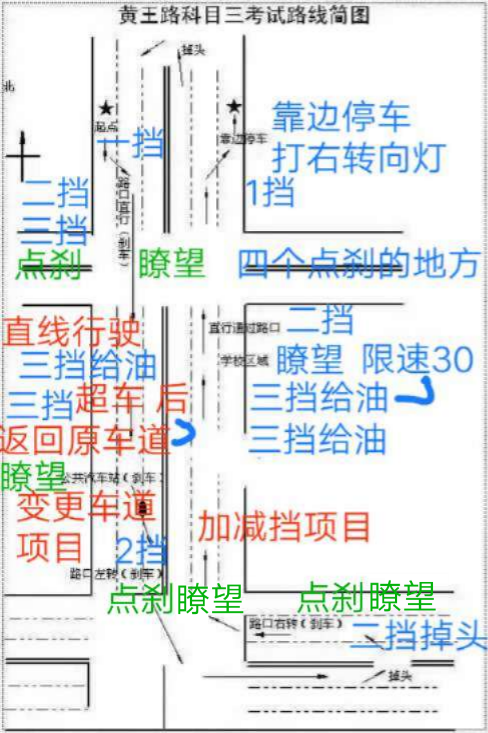 黄王路科目三考试路线简图
掉头
北
起点
一挡
靠边停车
靠边停车
打右转向灯
1挡
二挡
三挡
路口直行(刹车)
点刹
瞭望
四个点刹的地方
直线行驶
三挡给油
三挡
超车 后
返回原车道
瞭望
公共汽车站(刹车)
变更车道
项目
2挡
路口左转(刹车)
点刹瞭望
直行通过路口
二挡
学校区域
瞭望 限速30
三挡给油
三挡给油
加减挡项目
点刹瞭望
路口右转(刹车)
二挡掉头
掉头